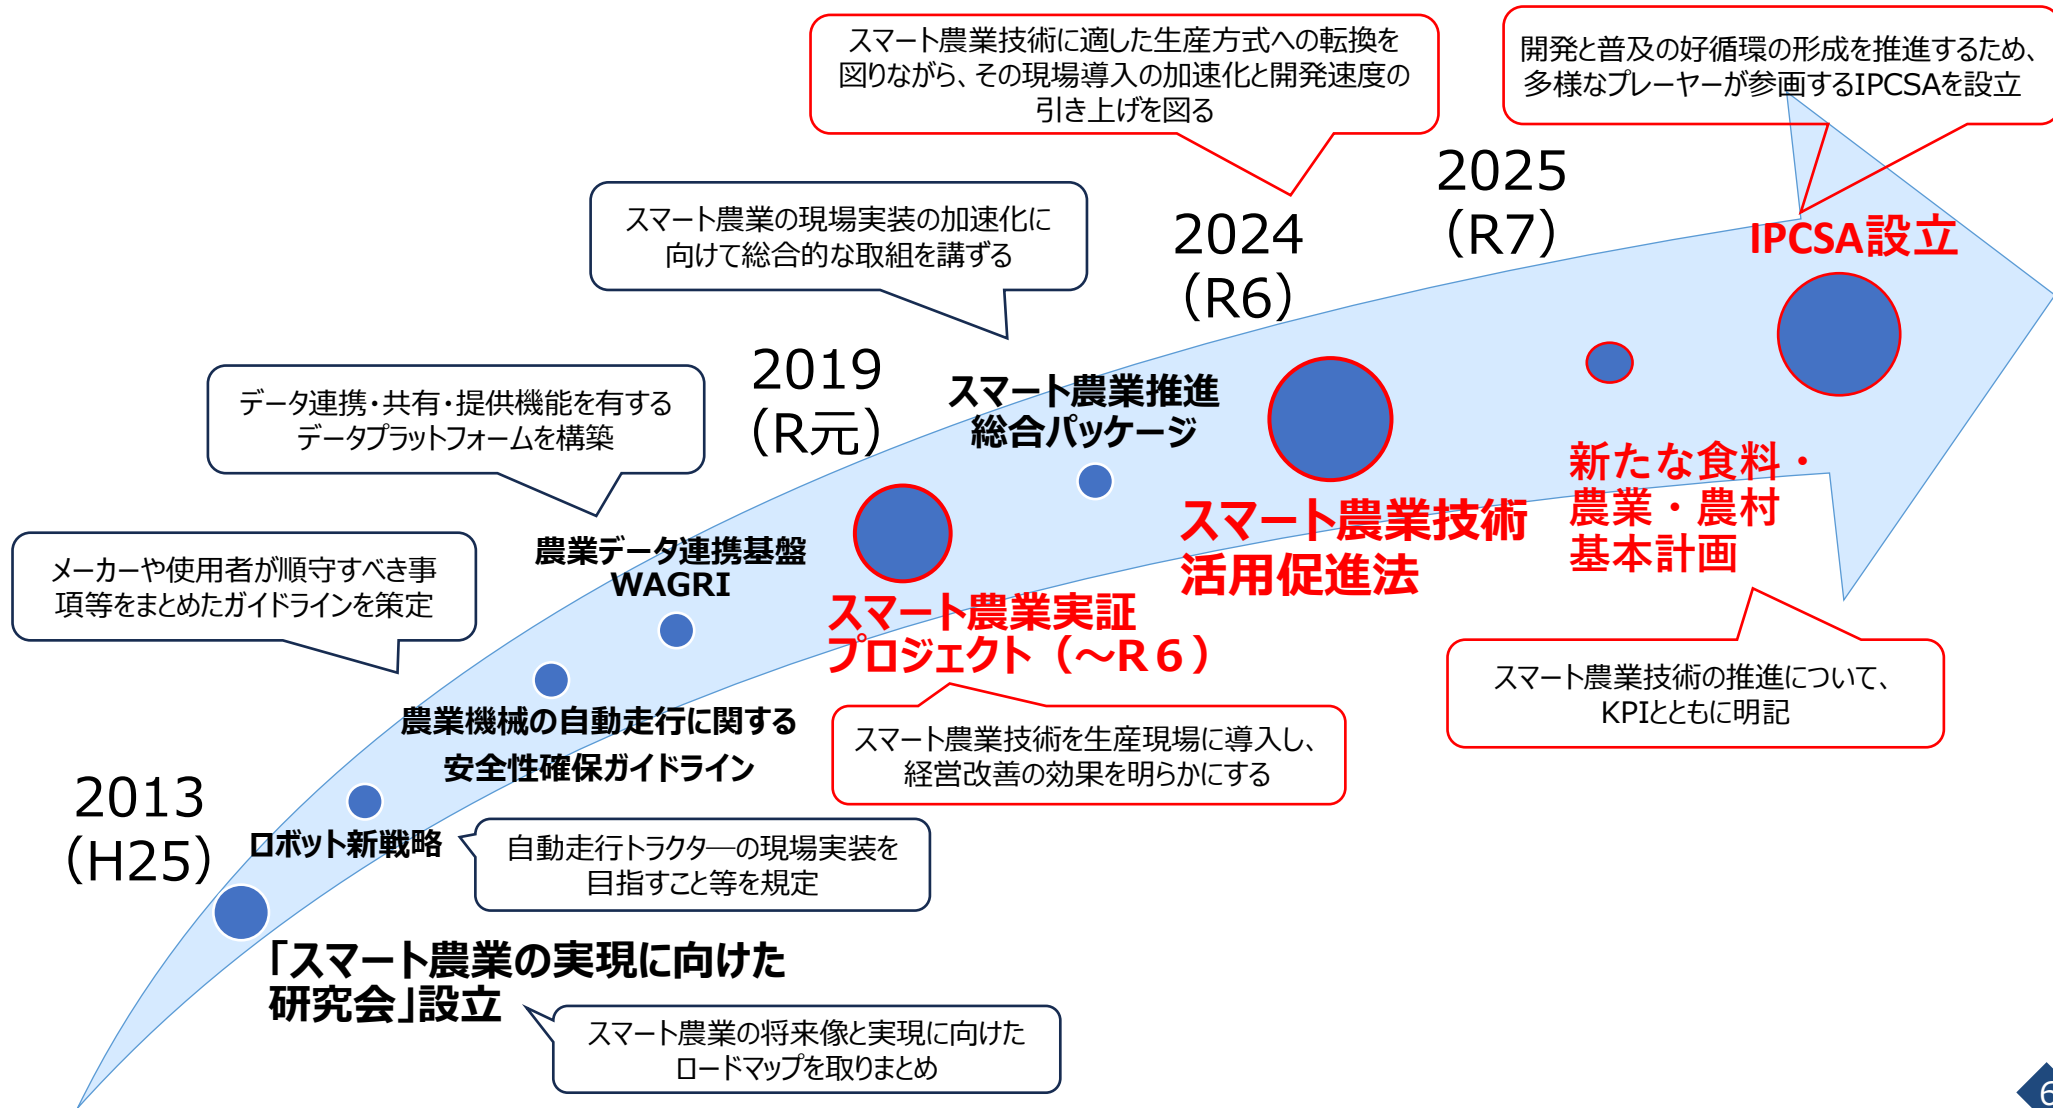 スマート農業技術に適した生産方式への転換を
図りながら、その現場導入の加速化と開発速度の
引き上げを図る
開発と普及の好循環の形成を推進するため、
多様なプレーヤーが参画するIPCSAを設立
スマート農業の現場実装の加速化に
向けて総合的な取組を講ずる
2024
（R6）
2025
（R7）
IPCSA設立
データ連携・共有・提供機能を有する
データプラットフォームを構築
2019
（R元）
スマート農業推進
総合パッケージ
メーカーや使用者が順守すべき事
項等をまとめたガイドラインを策定
農業データ連携基盤
WAGRI
スマート農業実証
プロジェクト（～R６）
スマート農業技術
活用促進法
新たな食料・
農業・農村
基本計画
農業機械の自動走行に関する
安全性確保ガイドライン
スマート農業技術を生産現場に導入し、
経営改善の効果を明らかにする
スマート農業技術の推進について、
KPIとともに明記
2013
（H25）
ロボット新戦略
自動走行トラクタ―の現場実装を
目指すこと等を規定
「スマート農業の実現に向けた
研究会」設立
スマート農業の将来像と実現に向けた
ロードマップを取りまとめ
6